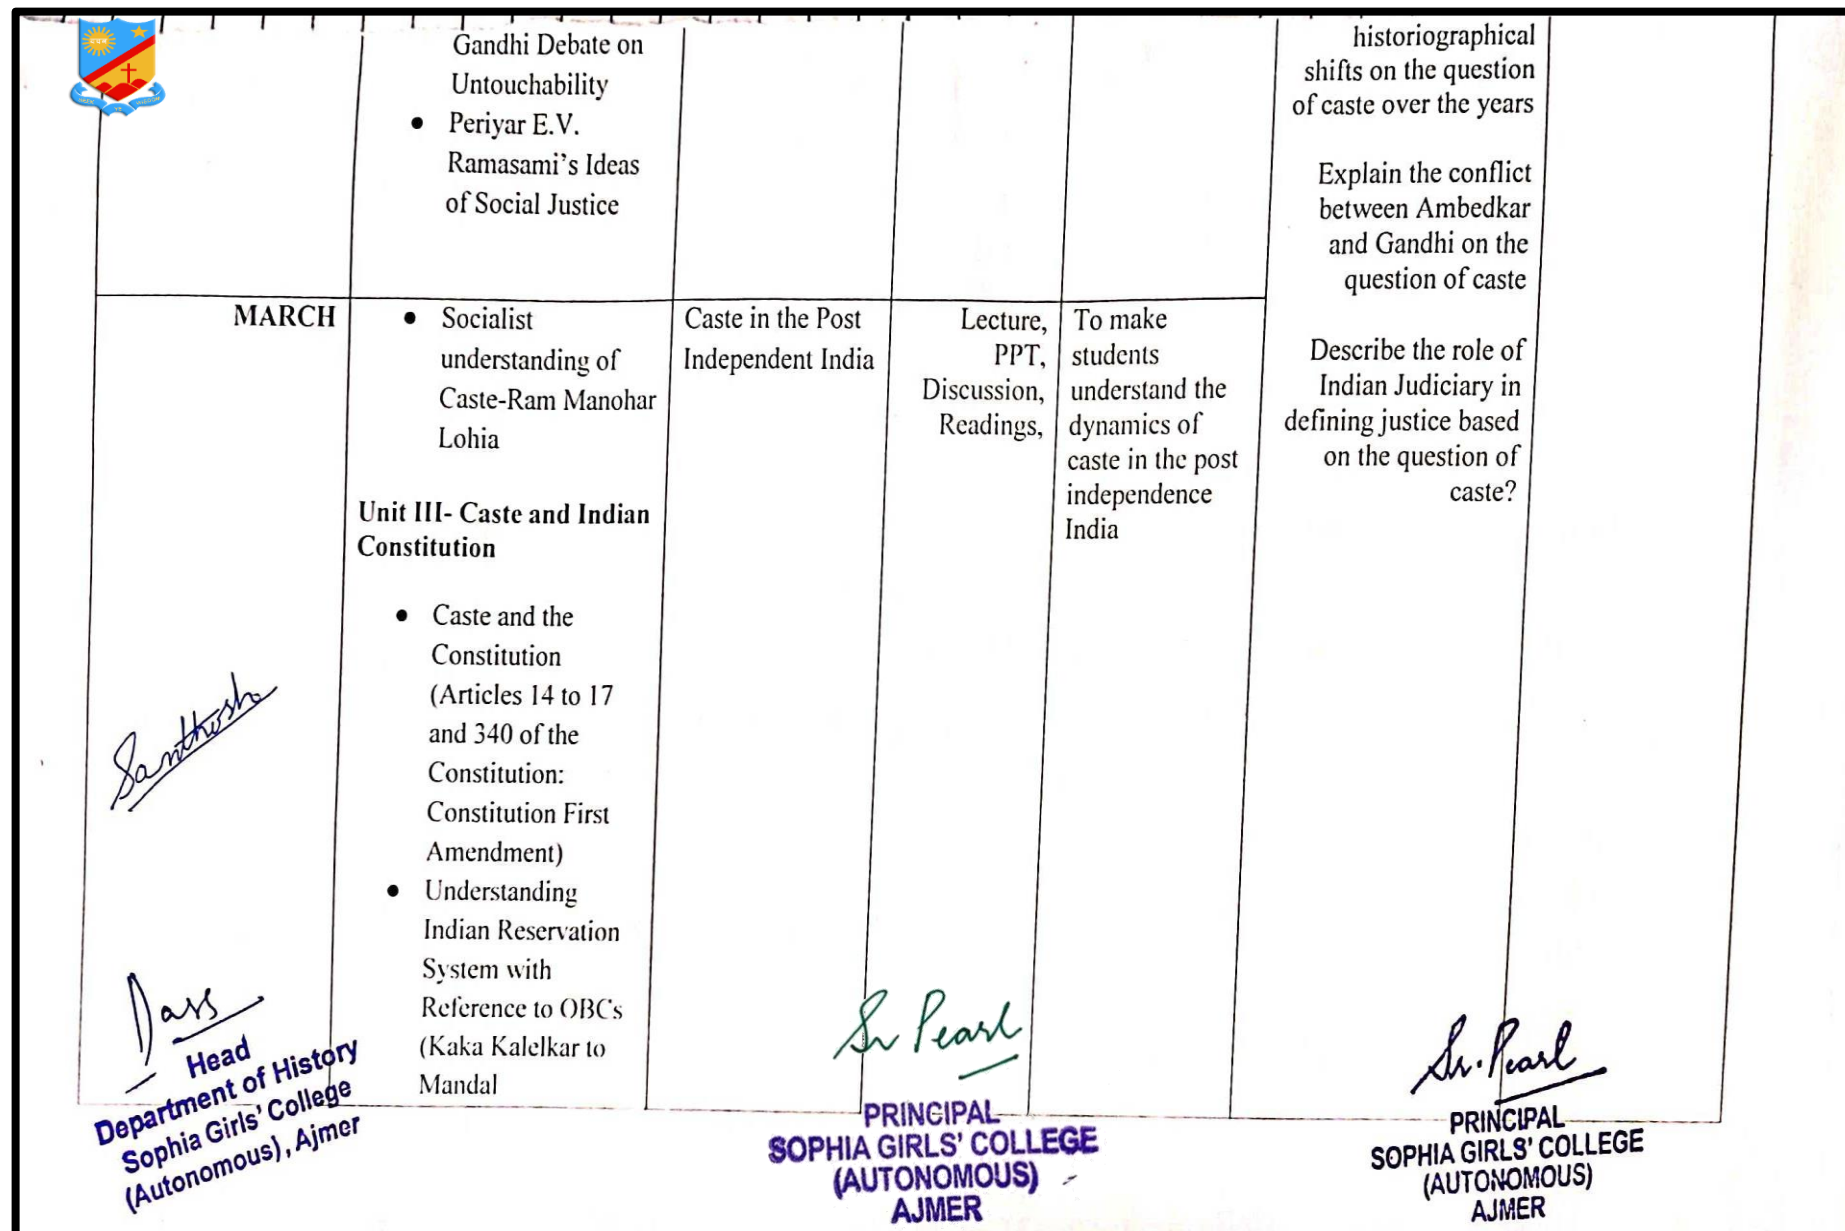 Gandhi Debate on
Untouchability
• Periyar E.V.
Ramasami's Ideas
of Social Justice
historiographical
shifts on the question
of caste over the years
Explain the conflict
between Ambedkar
and Gandhi on the
question of caste
Describe the role of
Indian Judiciary in
defining justice based
on the question of
caste?
MARCH
• Socialist
understanding of
Caste-Ram Manohar
Lohia
Unit III- Caste and Indian
Constitution
• Caste and the
Constitution
(Articles 14 to 17
and 340 of the
Constitution:
Constitution First
Amendment)
• Understanding
Indian Reservation
System with
Reference to OBCs
(Kaka Kalelkar to
Mandal
Caste in the Post
Independent India
Lecture,
PPT,
Discussion,
Readings,
To make
students
understand the
dynamics of
caste in the post
independence
India
Santhosh
Dass
Head
Department of History
Sophia Girls' College
(Autonomous), Ajmer
Sr Pearl
PRINCIPAL
SOPHIA GIRLS' COLLEGE
(AUTONOMOUS)
AJMER
Sr. Pearl
PRINCIPAL
SOPHIA GIRLS' COLLEGE
(AUTONOMOUS)
AJMER